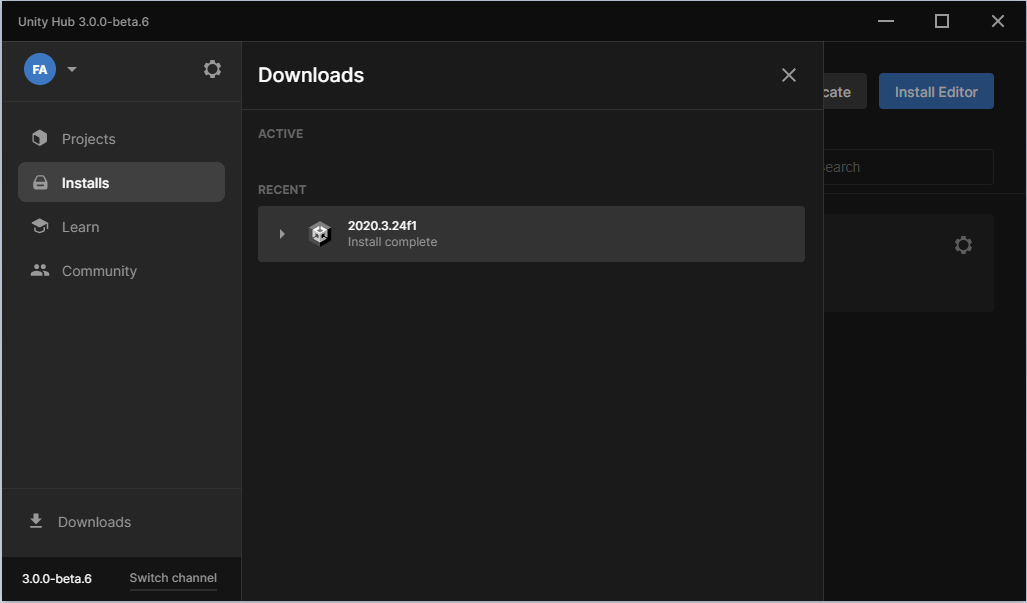 Unity Hub 3.0.0-beta.6
FA
Projects
Installs
Learn
Community
Downloads
3.0.0-beta.6
Switch channel
Downloads
ACTIVE
RECENT
2020.3.24f1
Install complete
cate
Install Editor
earch